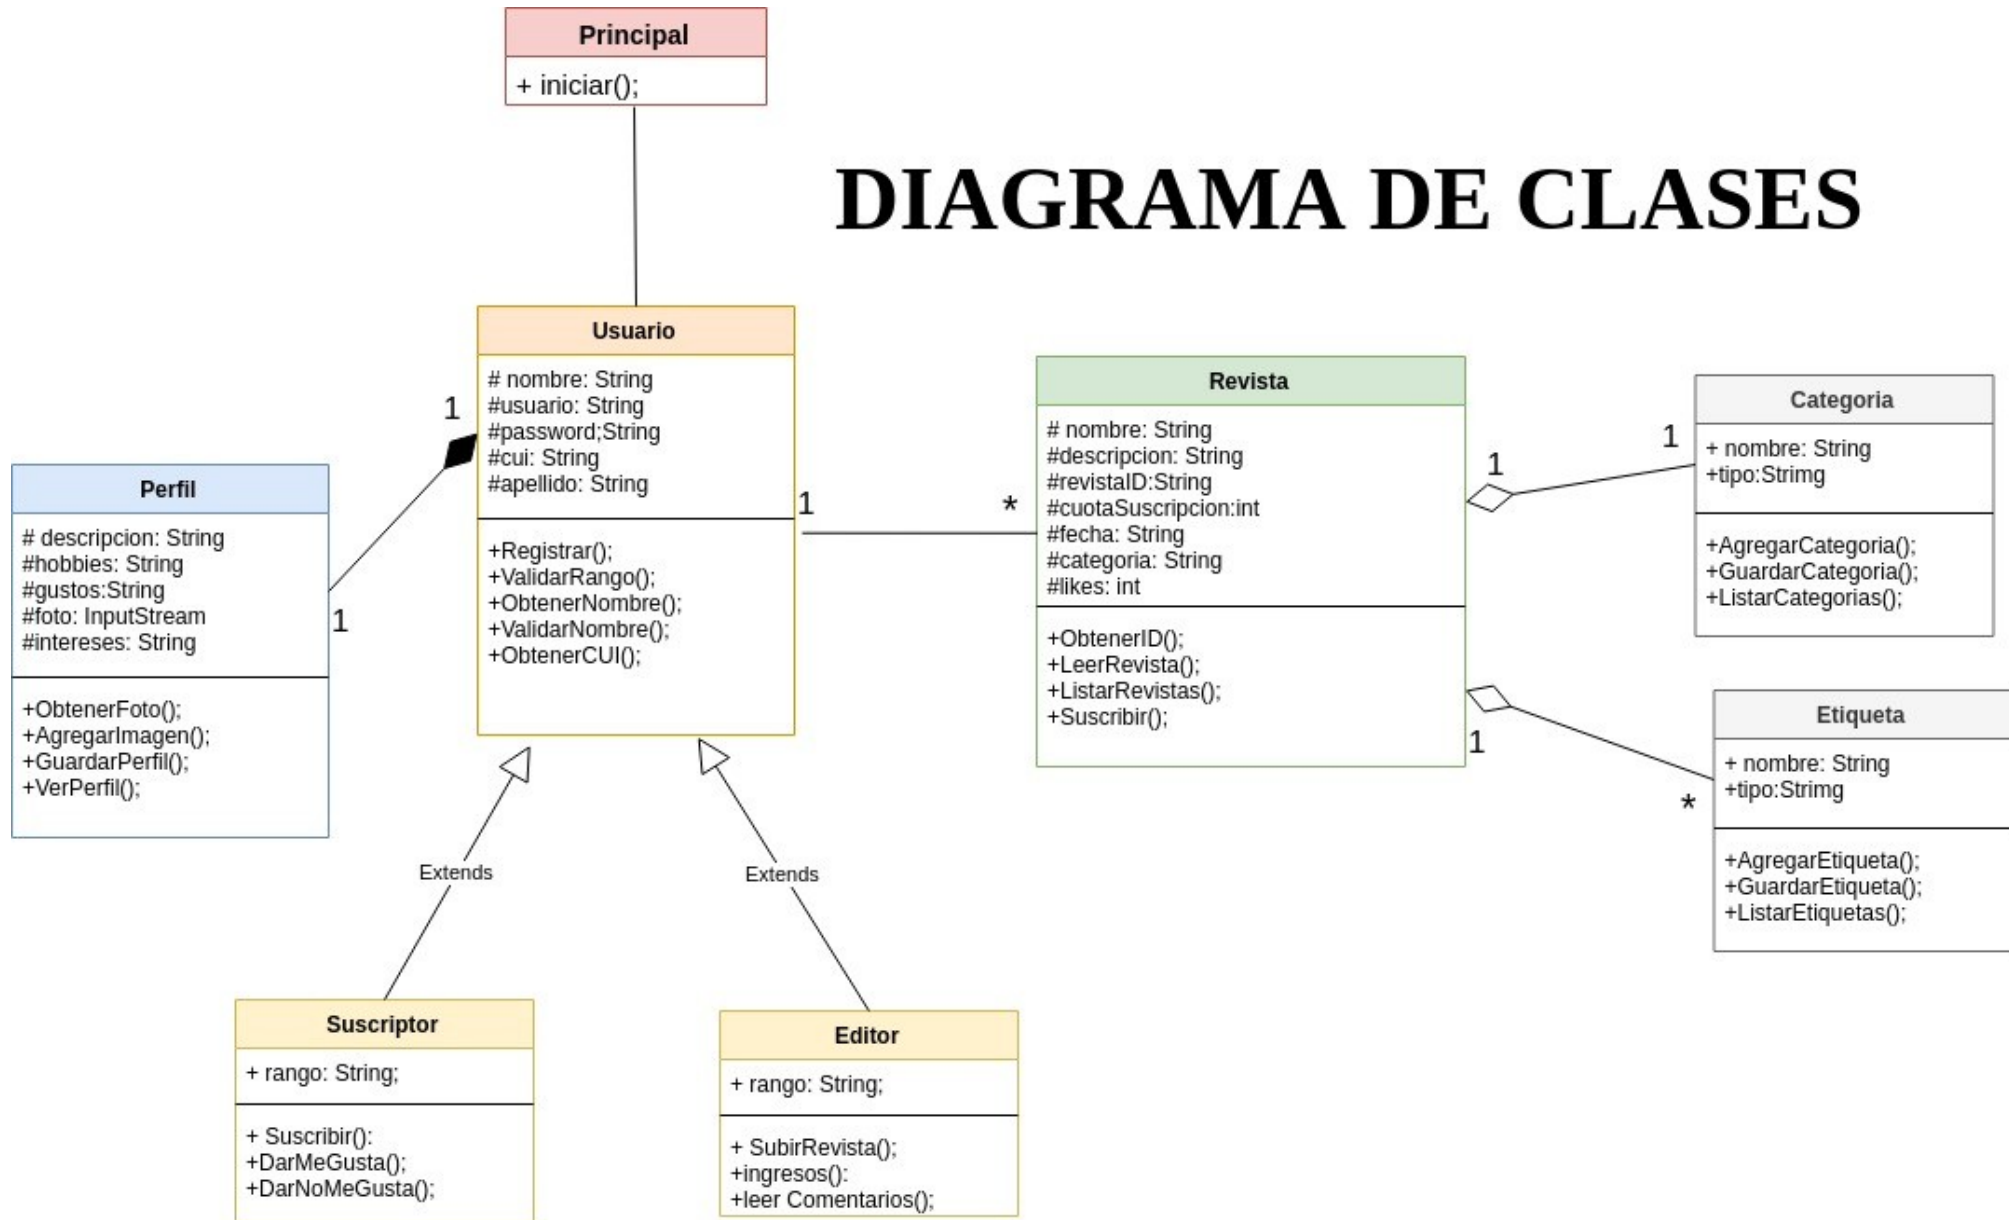 Principal
+ iniciar();
DIAGRAMA DE CLASES
Usuario
# nombre: String
#usuario: String
#password;String
#cui: String
#apellido: String
+Registrar();
+ValidarRango();
+ObtenerNombre();
+ValidarNombre();
+ObtenerCUI();
1
1
Perfil
# descripcion: String
#hobbies: String
#gustos:String
#foto: InputStream
#intereses: String
+ObtenerFoto();
+AgregarImagen();
+GuardarPerfil();
+VerPerfil();
1
*
Revista
# nombre: String
#descripcion: String
#revistaID:String
#cuotaSuscripcion:int
#fecha: String
#categoria: String
#likes: int
+ObtenerID();
+LeerRevista();
+ListarRevistas();
+Suscribir();
1
1
Categoria
+ nombre: String
+tipo:Strimg
+AgregarCategoria();
+GuardarCategoria();
+ListarCategorias();
1
*
Etiqueta
+ nombre: String
+tipo:Strimg
+AgregarEtiqueta();
+GuardarEtiqueta();
+ListarEtiquetas();
Extends
Extends
Suscriptor
+ rango: String;
+ Suscribir():
+DarMeGusta();
+DarNoMeGusta();
Editor
+ rango: String;
+ SubirRevista();
+ingresos():
+leer Comentarios();